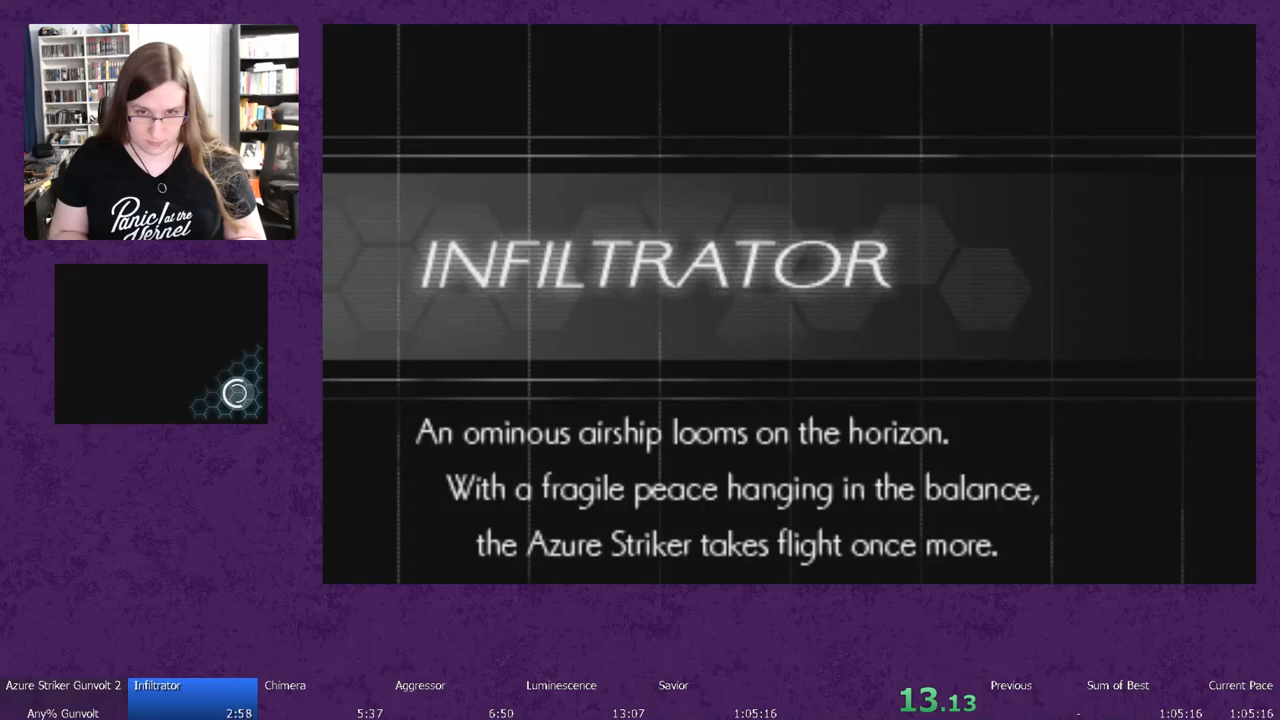 Panic! at the
Kernel
INFILTRATOR
An ominous airship looms on the horizon.
With a fragile peace hanging in the balance,
the Azure Striker takes flight once more.
Azure Striker Gunvolt 2
Any% Gunvolt
Infiltrator
2:58
Chimera
5:37
Aggressor
6:50
Luminescence
13:07
Savior
1:05:16
13.13
Previous
-
Sum of Best
1:05:16
Current Pace
1:05:16